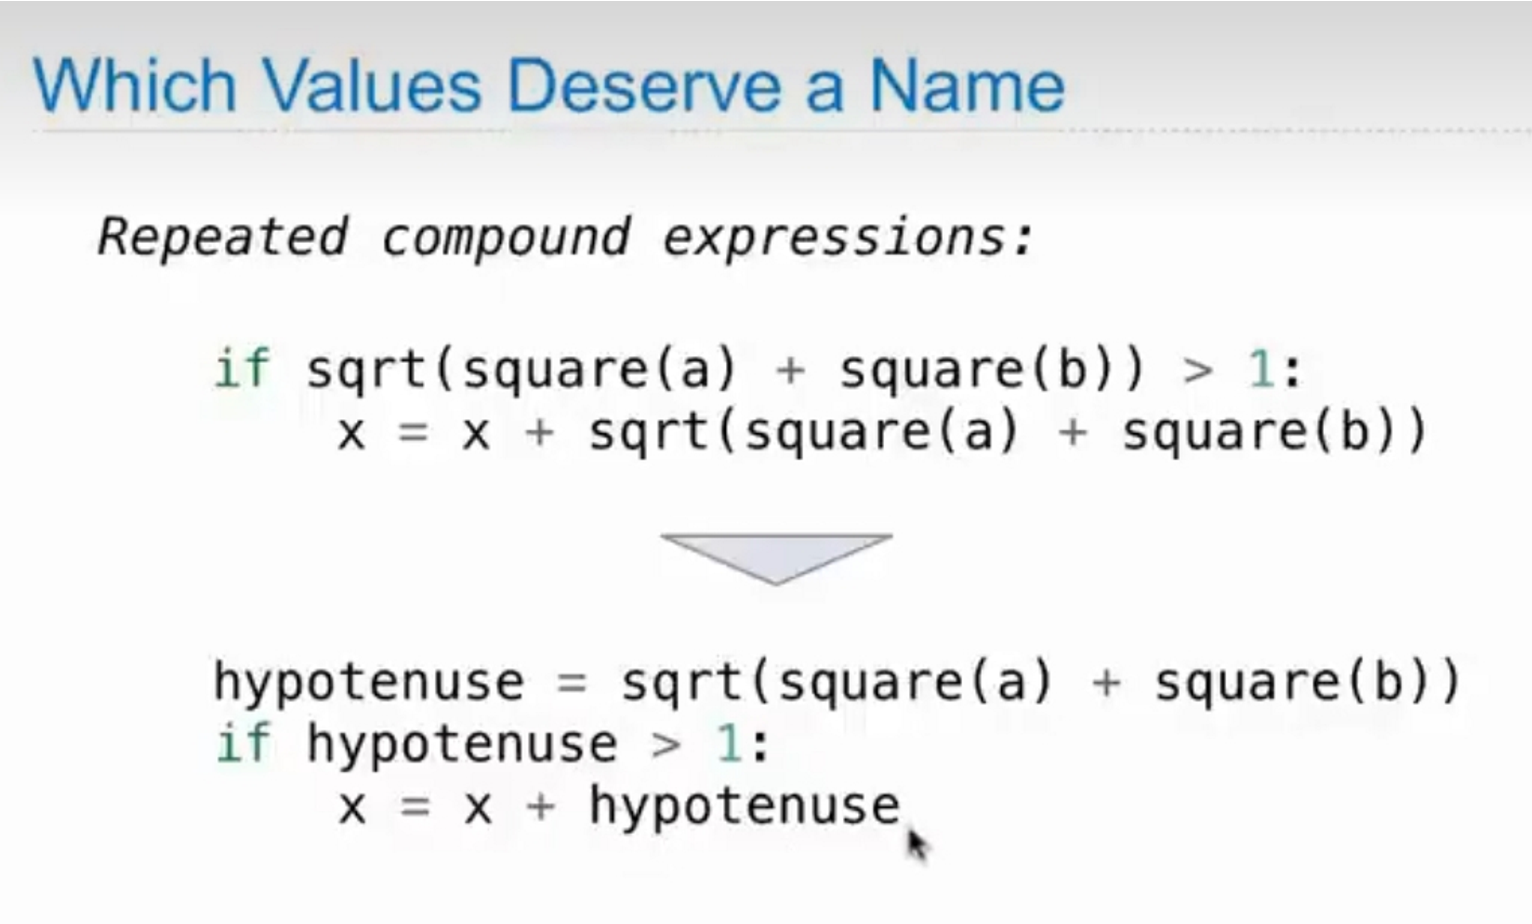 Which Values Deserve a Name
Repeated compound expressions:
if sqrt(square(a) + square(b)) > 1:
    x = x + sqrt(square(a) + square(b))
hypotenuse = sqrt(square(a) + square(b))
if hypotenuse > 1:
    x = x + hypotenuse